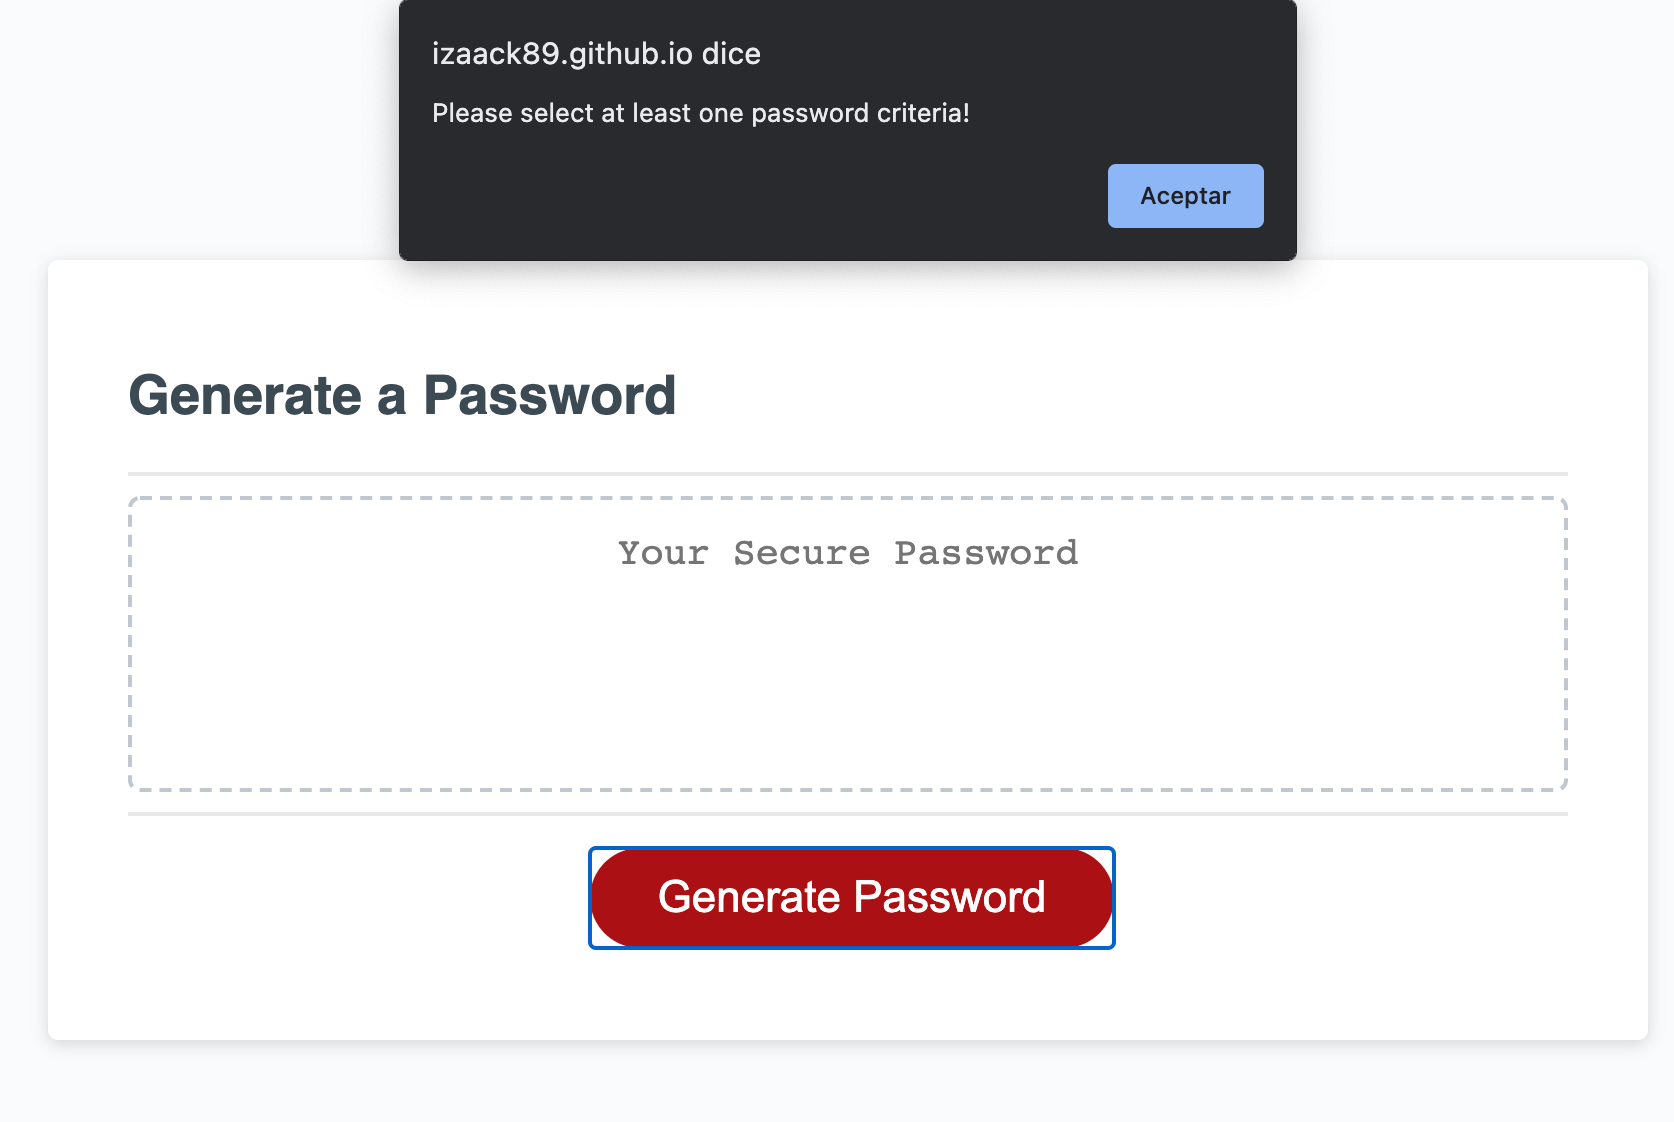 izaack89.github.io dice
Please select at least one password criteria!
Aceptar
Generate a Password
Your Secure Password
Generate Password